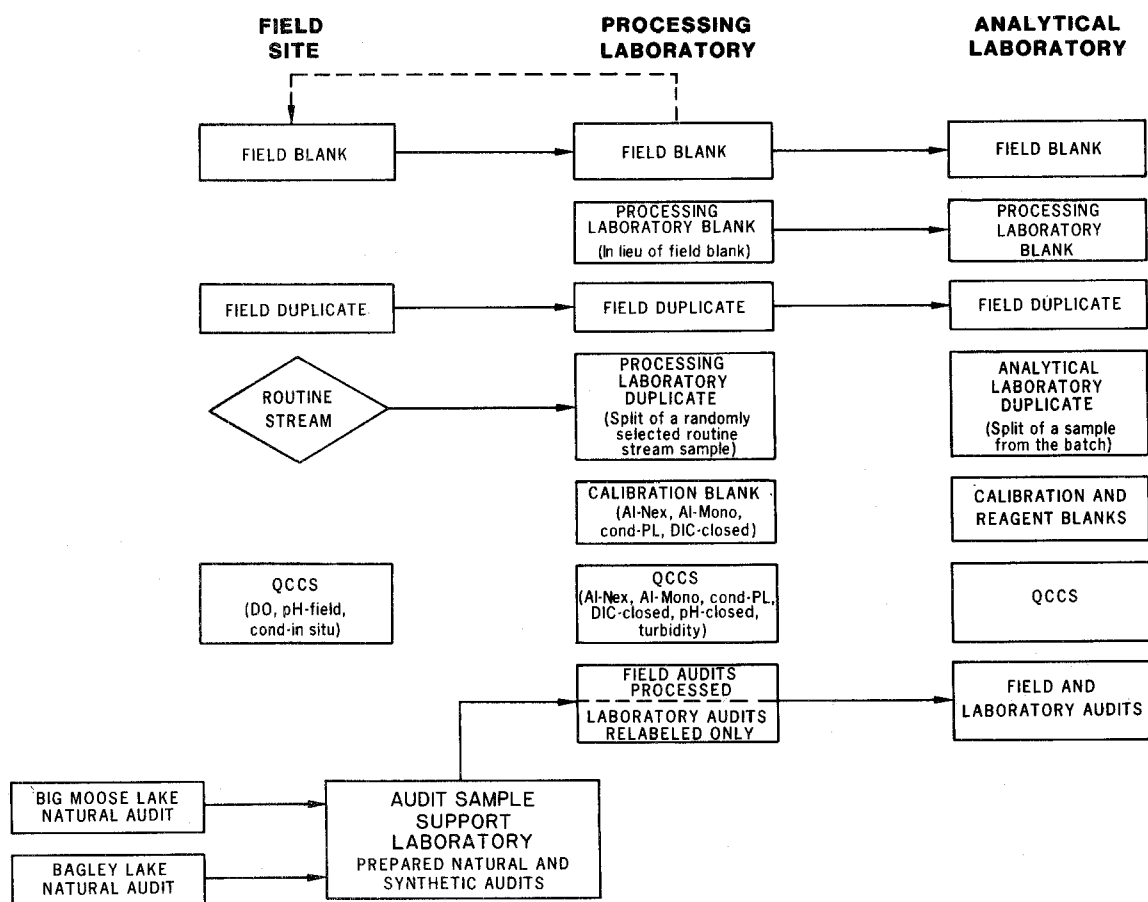 FIELD
SITE
PROCESSING
LABORATORY
ANALYTICAL
LABORATORY
FIELD BLANK
FIELD BLANK
FIELD BLANK
PROCESSING
LABORATORY BLANK
(In lieu of field blank)
PROCESSING
LABORATORY
BLANK
FIELD DUPLICATE
FIELD DUPLICATE
FIELD DUPLICATE
ROUTINE
STREAM
PROCESSING
LABORATORY
DUPLICATE
(Split of a randomly
selected routine
stream sample)
ANALYTICAL
LABORATORY
DUPLICATE
(Split of a sample
from the batch)
CALIBRATION BLANK
(Al-Nex, Al-Mono,
cond-PL, DIC-closed)
CALIBRATION AND
REAGENT BLANKS
QCCS
(DO, pH-field,
cond-in situ)
QCCS
(Al-Nex, Al-Mono, cond-PL,
DIC-closed, pH-closed,
turbidity)
QCCS
FIELD AUDITS
PROCESSED
LABORATORY AUDITS
RELABELED ONLY
FIELD AND
LABORATORY AUDITS
BIG MOOSE LAKE
NATURAL AUDIT
AUDIT SAMPLE
SUPPORT
LABORATORY
PREPARED NATURAL AND
SYNTHETIC AUDITS
BAGLEY LAKE
NATURAL AUDIT